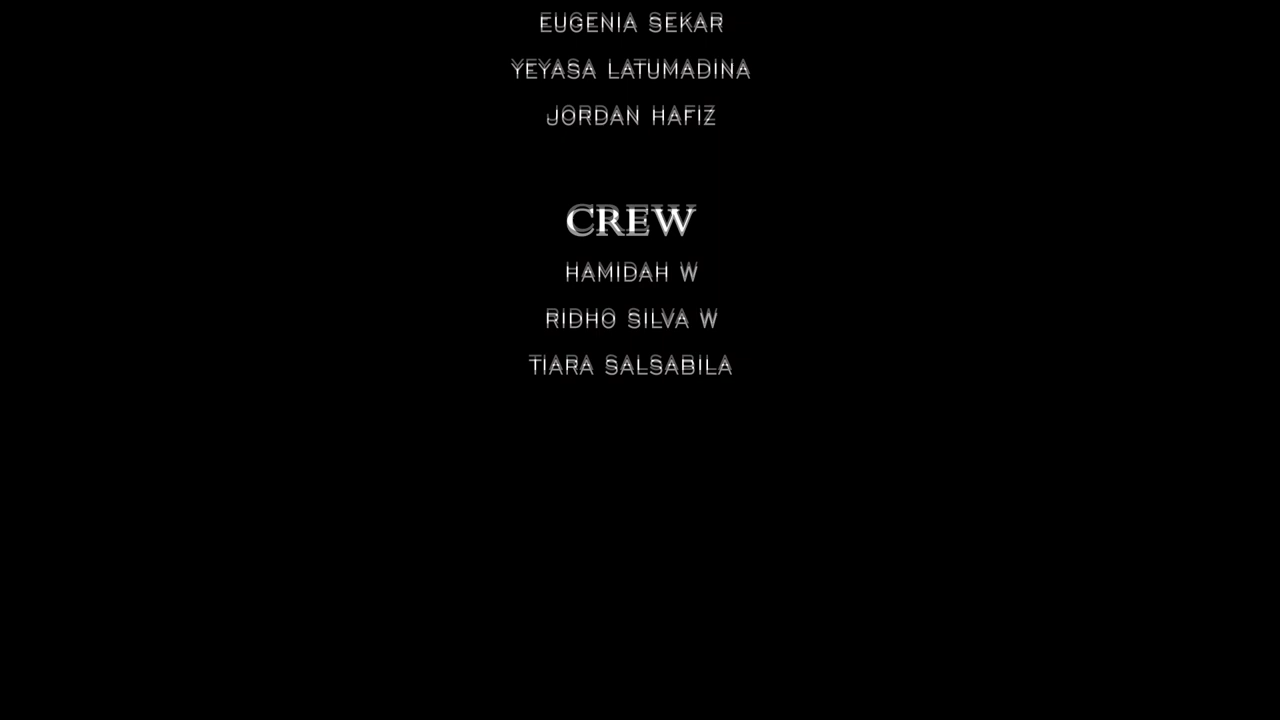 EUGENIA SEKAR
YEYASA LATUMADINA
JORDAN HAFIZ
CREW
HAMIDAH W
RIDHO SILVA W
TIARA SALSABILA